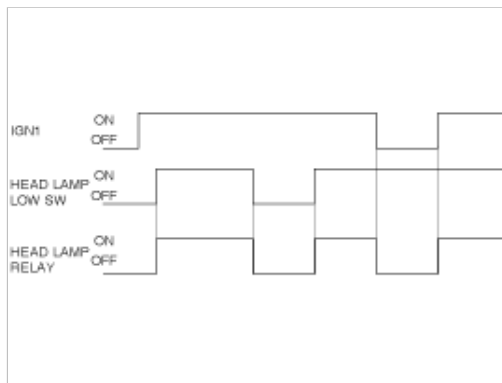 IGN1
ON
OFF
HEAD LAMP
LOW SW
ON
OFF
HEAD LAMP
RELAY
ON
OFF